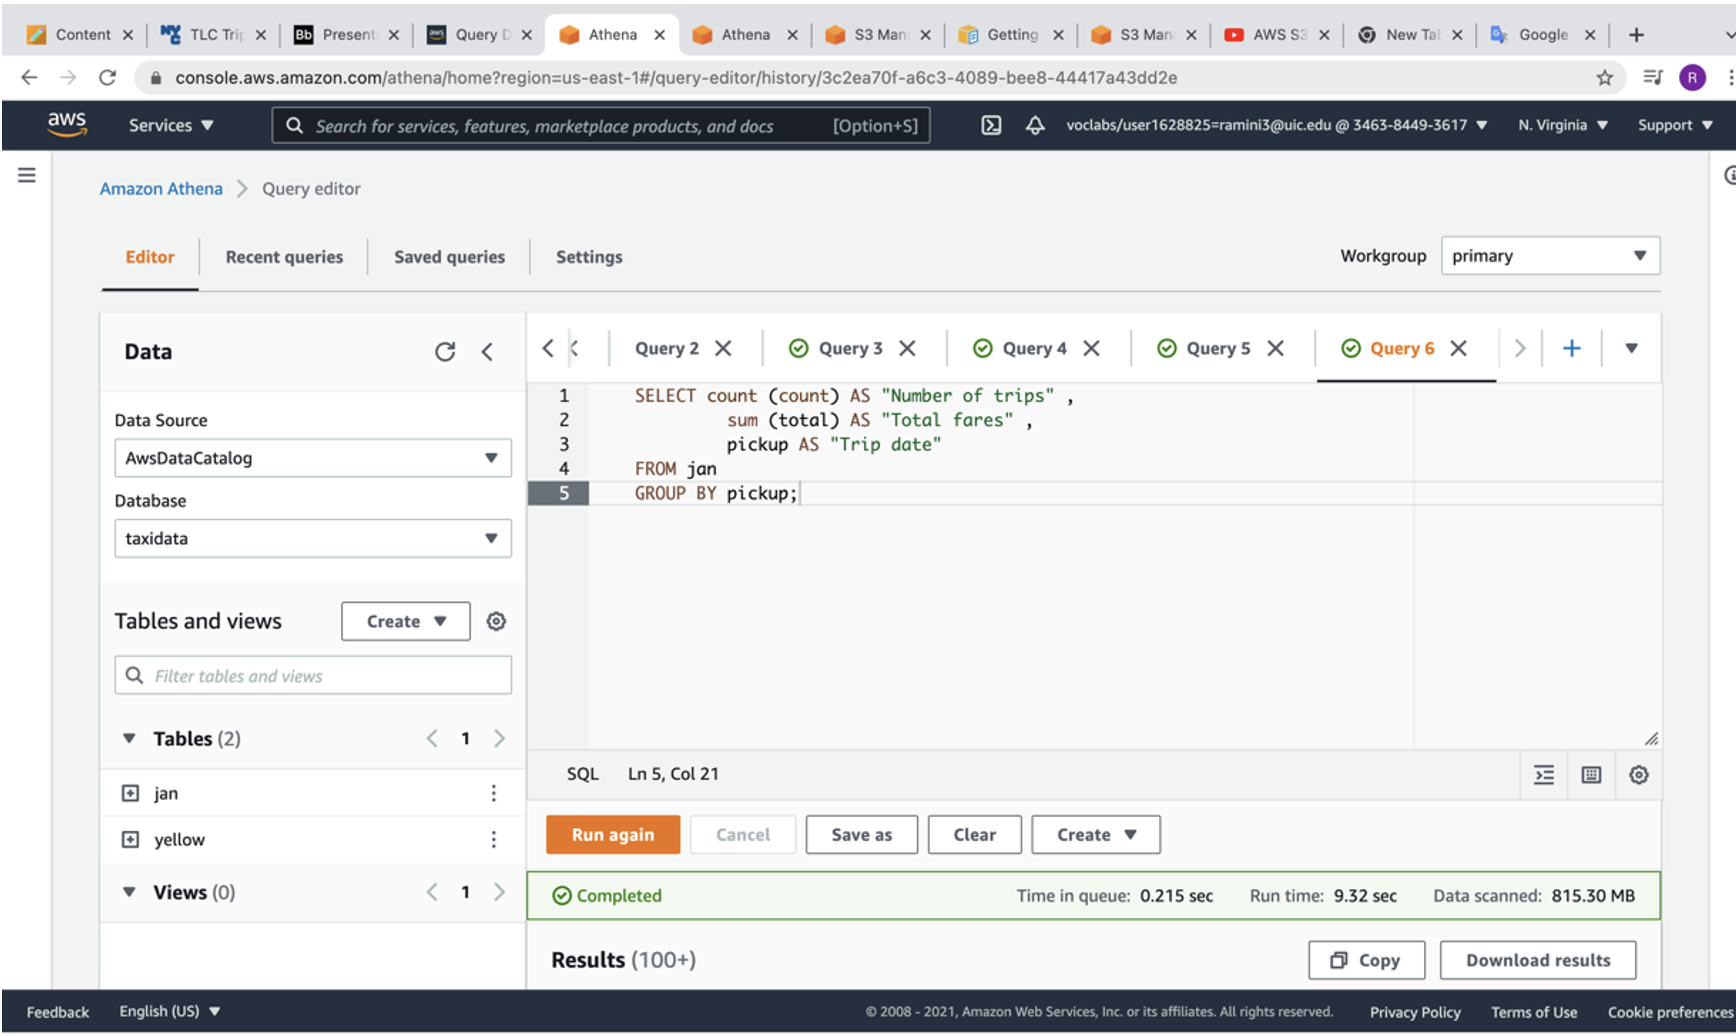 Content
TLC Trip
Bb Present
aws Query D
Athena
Athena
S3 Man
Getting
S3 Man
AWS S3
New Tab
Google
console.aws.amazon.com/athena/home?region=us-east-1#/query-editor/history/3c2ea70f-a6c3-4089-bee8-44417a43dd2e
R
aws Services Search for services, features, marketplace products, and docs [Option+S] voclabs/user1628825=ramini3@uic.edu @ 3463-8449-3617 N. Virginia Support
Amazon Athena Query editor
Editor Recent queries Saved queries Settings Workgroup primary
Data
Data Source
AwsDataCatalog
Database
taxidata
Tables and views Create
Filter tables and views
Tables (2) 1
jan
yellow
Views (0) 1
Query 2 Query 3 Query 4 Query 5 Query 6
1 SELECT count (count) AS "Number of trips" ,
2 sum (total) AS "Total fares" ,
3 pickup AS "Trip date"
4 FROM jan
5 GROUP BY pickup;
SQL Ln 5, Col 21
Run again Cancel Save as Clear Create
Completed Time in queue: 0.215 sec Run time: 9.32 sec Data scanned: 815.30 MB
Results (100+) Copy Download results
Feedback English (US) © 2008 - 2021, Amazon Web Services, Inc. or its affiliates. All rights reserved. Privacy Policy Terms of Use Cookie preferences